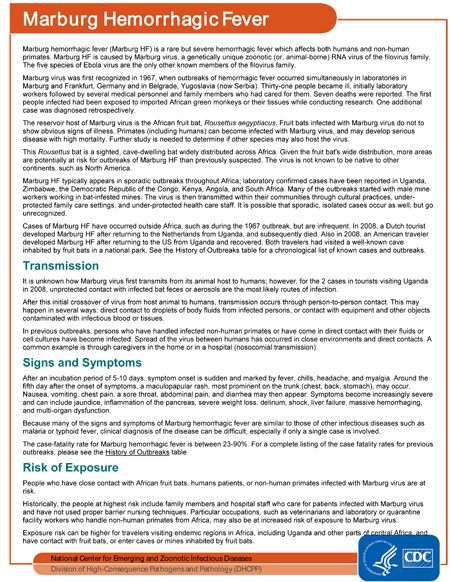 Marburg Hemorrhagic Fever
Marburg hemorrhagic fever (Marburg HF) is a rare but severe hemorrhagic fever which affects both humans and non-human
primates. Marburg HF is caused by Marburg virus, a genetically unique zoonotic (or, animal-borne) RNA virus of the filovirus family.
The five species of Ebola virus are the only other known members of the filovirus family.
Marburg virus was first recognized in 1967, when outbreaks of hemorrhagic fever occurred simultaneously in laboratories in
Marburg and Frankfurt, Germany and in Belgrade, Yugoslavia (now Serbia). Thirty-one people became ill, initially laboratory
workers followed by several medical personnel and family members who had cared for them. Seven deaths were reported. The first
people infected had been exposed to imported African green monkeys or their tissues while conducting research. One additional
case was diagnosed retrospectively.
The reservoir host of Marburg virus is the African fruit bat, Rousettus aegyptiacus. Fruit bats infected with Marburg virus do not to
show obvious signs of illness. Primates (including humans) can become infected with Marburg virus, and may develop serious
disease with high mortality. Further study is needed to determine if other species may also host the virus.
This Rousettus bat is a sighted, cave-dwelling bat widely distributed across Africa. Given the fruit bat's wide distribution, more areas
are potentially at risk for outbreaks of Marburg HF than previously suspected. The virus is not known to be native to other
continents, such as North America.
Marburg HF typically appears in sporadic outbreaks throughout Africa; laboratory confirmed cases have been reported in Uganda,
Zimbabwe, the Democratic Republic of the Congo, Kenya, Angola, and South Africa. Many of the outbreaks started with male mine
workers working in bat-infested mines. The virus is then transmitted within their communities through cultural practices, under-
protected family care settings, and under-protected health care staff. It is possible that sporadic, isolated cases occur as well, but go
unrecognized.
Cases of Marburg HF have occurred outside Africa, such as during the 1967 outbreak, but are infrequent. In 2008, a Dutch tourist
developed Marburg HF after returning to the Netherlands from Uganda, and subsequently died. Also in 2008, an American traveler
developed Marburg HF after returning to the US from Uganda and recovered. Both travelers had visited a well-known cave
inhabited by fruit bats in a national park. See the History of Outbreaks table for a chronological list of known cases and outbreaks.
Transmission
It is unknown how Marburg virus first transmits from its animal host to humans; however, for the 2 cases in tourists visiting Uganda
in 2008, unprotected contact with infected bat feces or aerosols are the most likely routes of infection.
After this initial crossover of virus from host animal to humans, transmission occurs through person-to-person contact. This may
happen in several ways: direct contact to droplets of body fluids from infected persons, or contact with equipment and other objects
contaminated with infectious blood or tissues.
In previous outbreaks, persons who have handled infected non-human primates or have come in direct contact with their fluids or
cell cultures have become infected. Spread of the virus between humans has occurred in close environments and direct contacts. A
common example is through caregivers in the home or in a hospital (nosocomial transmission).
Signs and Symptoms
After an incubation period of 5-10 days, symptom onset is sudden and marked by fever, chills, headache, and myalgia. Around the
fifth day after the onset of symptoms, a maculopapular rash, most prominent on the trunk (chest, back, stomach), may occur.
Nausea, vomiting, chest pain, a sore throat, abdominal pain, and diarrhea may then appear. Symptoms become increasingly severe
and can include jaundice, inflammation of the pancreas, severe weight loss, delirium, shock, liver failure, massive hemorrhaging,
and multi-organ dysfunction.
Because many of the signs and symptoms of Marburg hemorrhagic fever are similar to those of other infectious diseases such as
malaria or typhoid fever, clinical diagnosis of the disease can be difficult, especially if only a single case is involved.
The case-fatality rate for Marburg hemorrhagic fever is between 23-90%. For a complete listing of the case fatality rates for previous
outbreaks, please see the History of Outbreaks table
Risk of Exposure
People who have close contact with African fruit bats, humans patients, or non-human primates infected with Marburg virus are at
risk.
Historically, the people at highest risk include family members and hospital staff who care for patients infected with Marburg virus
and have not used proper barrier nursing techniques. Particular occupations, such as veterinarians and laboratory or quarantine
facility workers who handle non-human primates from Africa, may also be at increased risk of exposure to Marburg virus.
Exposure risk can be higher for travelers visiting endemic regions in Africa, including Uganda and other parts of central Africa, and
have contact with fruit bats, or enter caves or mines inhabited by fruit bats.
National Center for Emerging and Zoonotic Infectious Diseases
Division of High-Consequence Pathogens and Pathology (DHCPP)
CDC